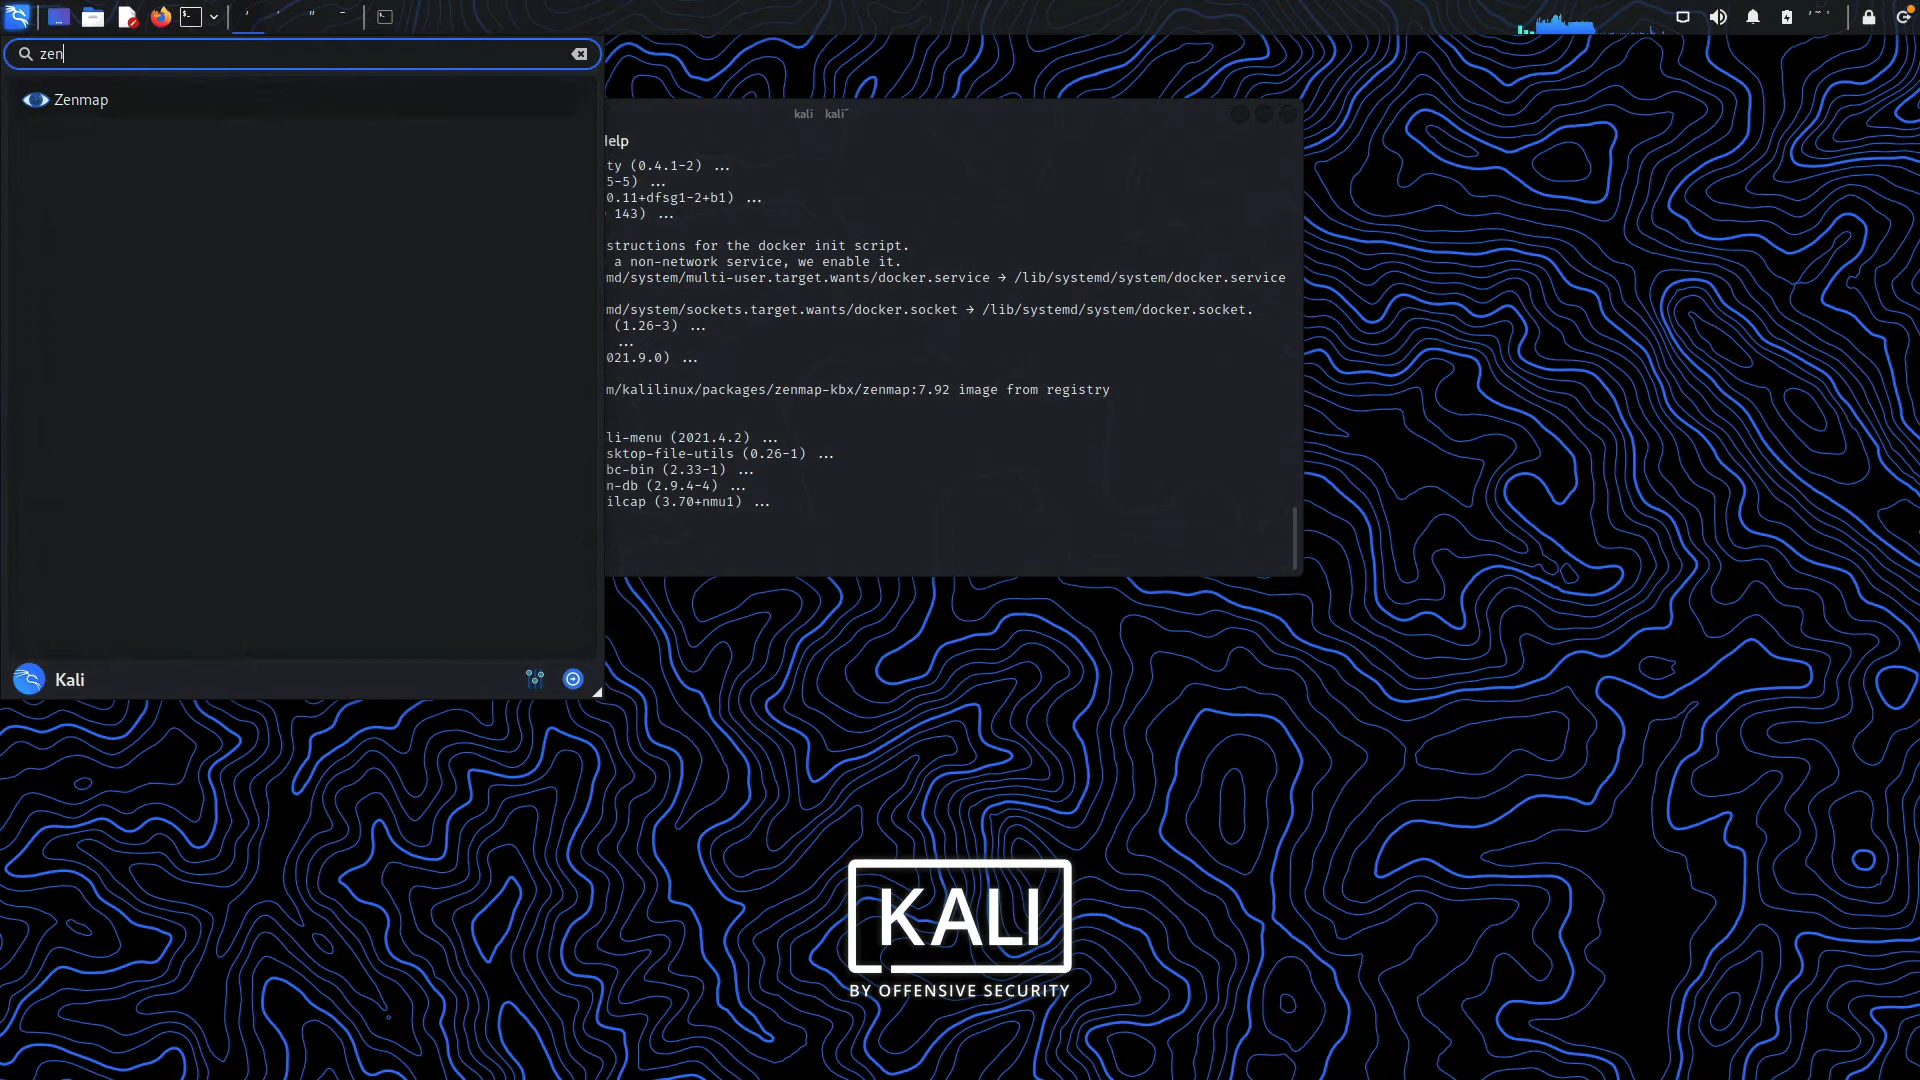 zen
Zenmap
kali kali
Help
ty (0.4.1-2) ...
5-5) ...
0.11+dfsg1-2+b1) ...
143) ...
structions for the docker init script.
a non-network service, we enable it.
md/system/multi-user.target.wants/docker.service → /lib/systemd/system/docker.service
md/system/sockets.target.wants/docker.socket → /lib/systemd/system/docker.socket.
(1.26-3) ...
...
021.9.0) ...
m/kalilinux/packages/zenmap-kbx/zenmap:7.92 image from registry
li-menu (2021.4.2) ...
sktop-file-utils (0.26-1) ...
bc-bin (2.33-1) ...
n-db (2.9.4-4) ...
ilcap (3.70+nmu1) ...
Kali
KALI
BY OFFENSIVE SECURITY